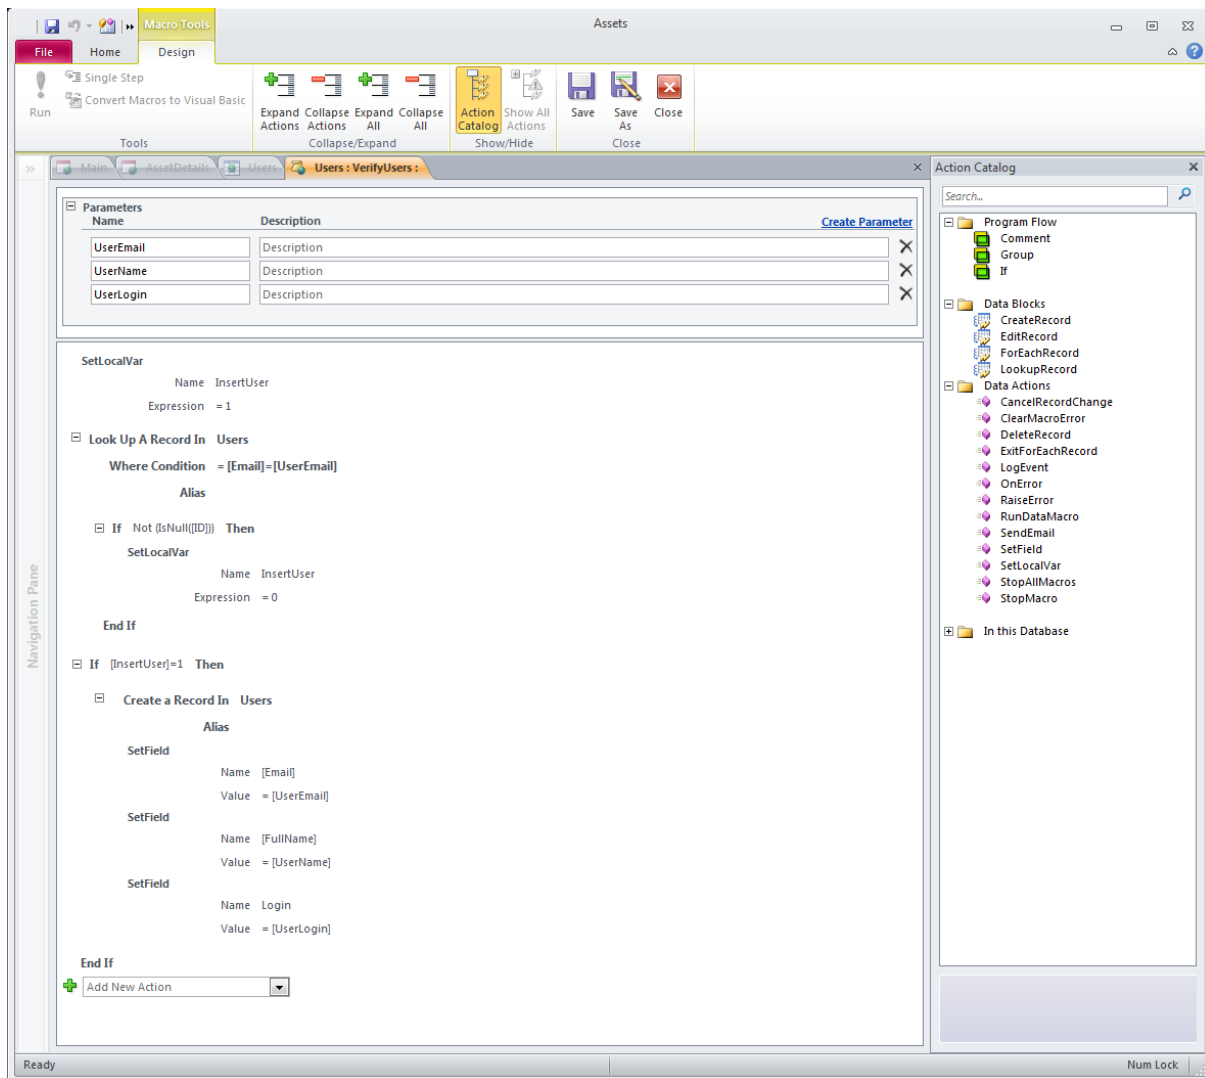 Macro Tools
Assets
File Home Design
Run
Single Step
Convert Macros to Visual Basic
Tools
Expand Actions
Collapse Actions
Expand All
Collapse All
Collapse/Expand
Action Catalog
Show All Actions
Show/Hide
Save
Save As
Close
Close
Main
AssetDetails
Users
Users : VerifyUsers :
Navigation Pane
Parameters
Name Description Create Parameter
UserEmail Description
UserName Description
UserLogin Description
SetLocalVar
Name InsertUser
Expression = 1
Look Up A Record In Users
Where Condition = [Email]=[UserEmail]
Alias
If Not (IsNull([ID])) Then
SetLocalVar
Name InsertUser
Expression = 0
End If
If [InsertUser]=1 Then
Create a Record In Users
Alias
SetField
Name [Email]
Value = [UserEmail]
SetField
Name [FullName]
Value = [UserName]
SetField
Name Login
Value = [UserLogin]
End If
Add New Action
Action Catalog
Search...
Program Flow
Comment
Group
If
Data Blocks
CreateRecord
EditRecord
ForEachRecord
LookupRecord
Data Actions
CancelRecordChange
ClearMacroError
DeleteRecord
ExitForEachRecord
LogEvent
OnError
RaiseError
RunDataMacro
SendEmail
SetField
SetLocalVar
StopAllMacros
StopMacro
In this Database
Ready
Num Lock